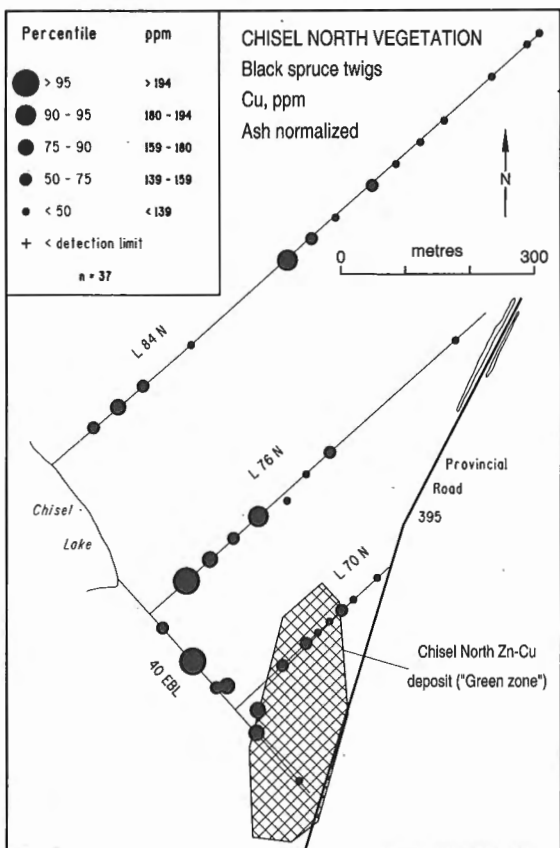 Percentile ppm
> 95 > 194
90 - 95 180 - 194
75 - 90 159 - 180
50 - 75 139 - 159
< 50 < 139
+ < detection limit
n = 37
CHISEL NORTH VEGETATION
Black spruce twigs
Cu, ppm
Ash normalized
N
0 metres 300
L 84 N
L 76 N
Provincial
Road
395
Chisel
Lake
L 70 N
40 EBL
Chisel North Zn-Cu
deposit ("Green zone")